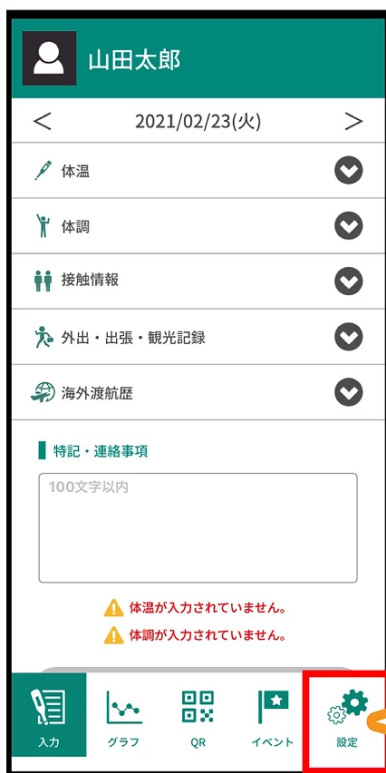 山田太郎
< 2021/02/23(火) >
体温
体調
接触情報
外出・出張・観光記録
海外渡航歴
特記・連絡事項
100文字以内
体温が入力されていません。
体調が入力されていません。
入力 グラフ QR イベント 設定